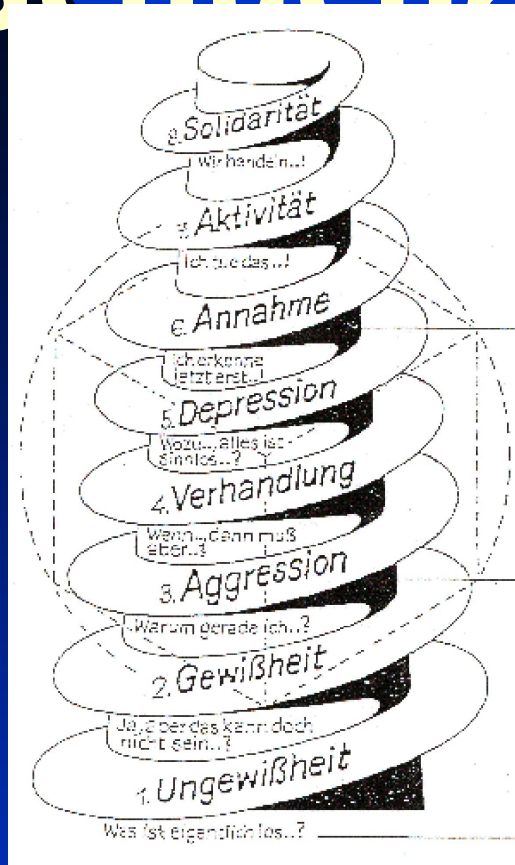 8. Solidarität
Wir handeln..!
7. Aktivität
Ich tue das..!
6. Annahme
Ich erkenne
jetzt erst..!
5. Depression
Wozu.., alles ist
sinnlos..?
4. Verhandlung
Wenn.., dann muß
aber..?
3. Aggression
Warum gerade ich..?
2. Gewißheit
Ja, aber das kann doch
nicht sein..?
1. Ungewißheit
Was ist eigentlich los..?